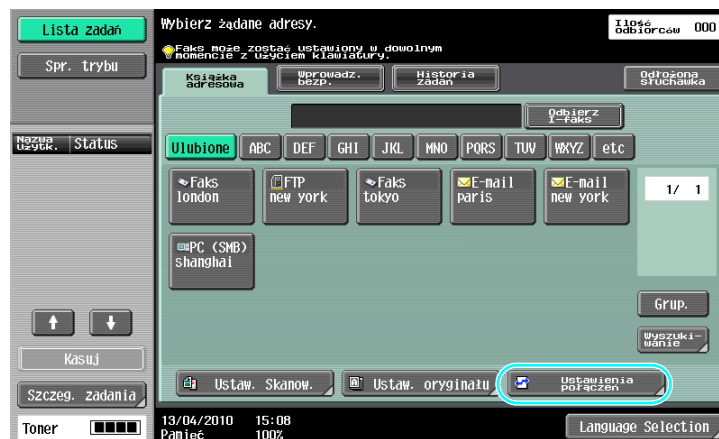 Lista zadań
Spr. trybu
Nazwa użytk.
Status
Kasuj
Szczeg. zadania
Toner
Wybierz żądane adresy.
Faks może zostać ustawiony w dowolnym
momencie z użyciem klawiatury.
Ilość
odbiorców 000
Książka
adresowa
Wprowadz.
bezp.
Historia
zadań
Odłożona
słuchawka
Odbierz
I-faks
Ulubione ABC DEF GHI JKL MNO PQRS TUV WXYZ etc
Faks
london
FTP
new york
Faks
tokyo
E-mail
paris
E-mail
new york
1/ 1
PC (SMB)
shanghai
Grup.
Wyszuki-
wanie
Ustaw. Skanow.
Ustaw. oryginału
Ustawienia
połączeń
13/04/2010 15:08
Pamięć 100%
Language Selection